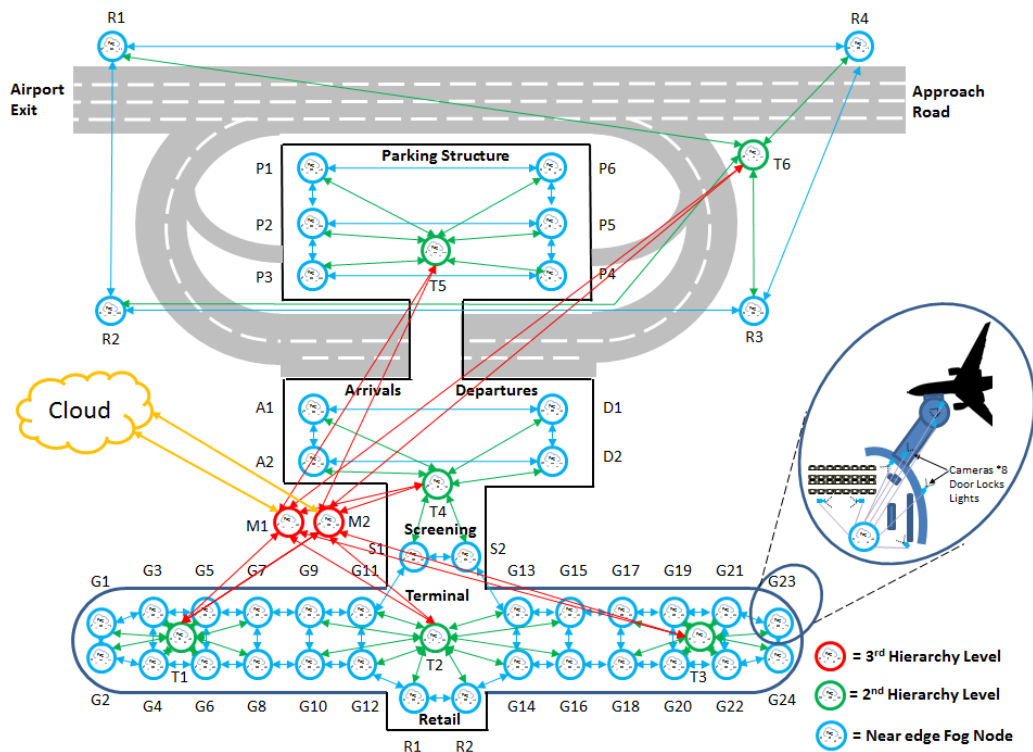 R1
R4
Airport
Exit
Approach
Road
Parking Structure
P1
P6
T6
P2
P5
P3
P4
T5
R2
R3
Arrivals
Departures
Cloud
A1
D1
A2
D2
Cameras *8
Door Locks
Lights
M1
M2
T4
Screening
S1
S2
G1
G3
G5
G7
G9
G11
Terminal
G13
G15
G17
G19
G21
G23
T1
T2
T3
= 3rd Hierarchy Level
G2
G4
G6
G8
G10
G12
G14
G16
G18
G20
G22
G24
= 2nd Hierarchy Level
Retail
R1
R2
= Near edge Fog Node